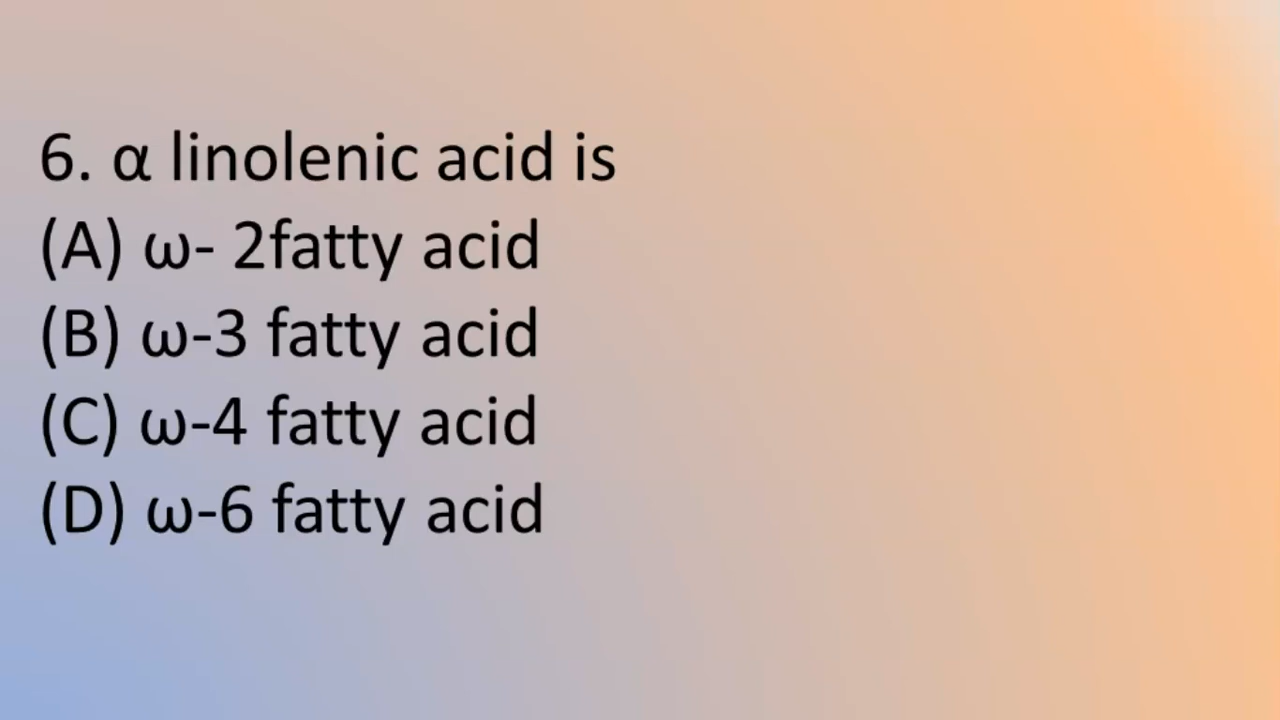 6. α linolenic acid is
(A) ω- 2fatty acid
(B) ω-3 fatty acid
(C) ω-4 fatty acid
(D) ω-6 fatty acid